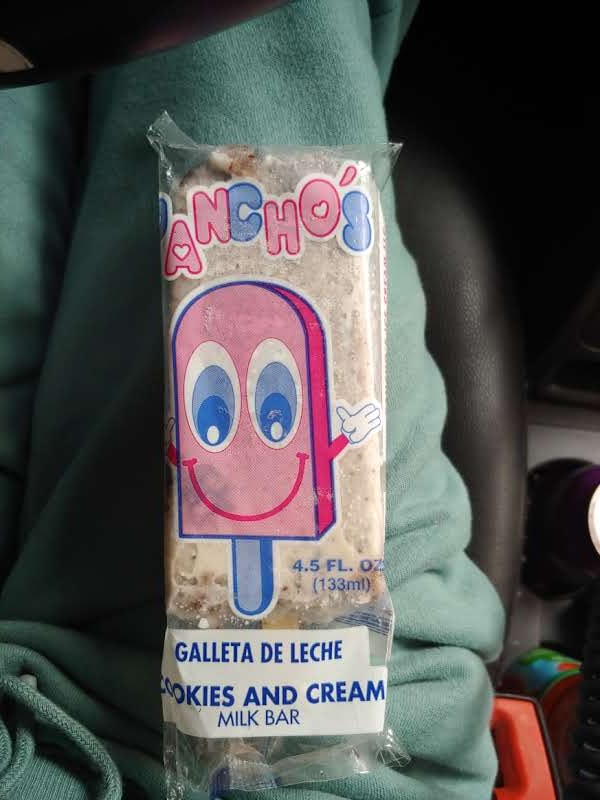 ANCHO'S
4.5 FL. OZ
(133ml)
GALLETA DE LECHE
COOKIES AND CREAM
MILK BAR